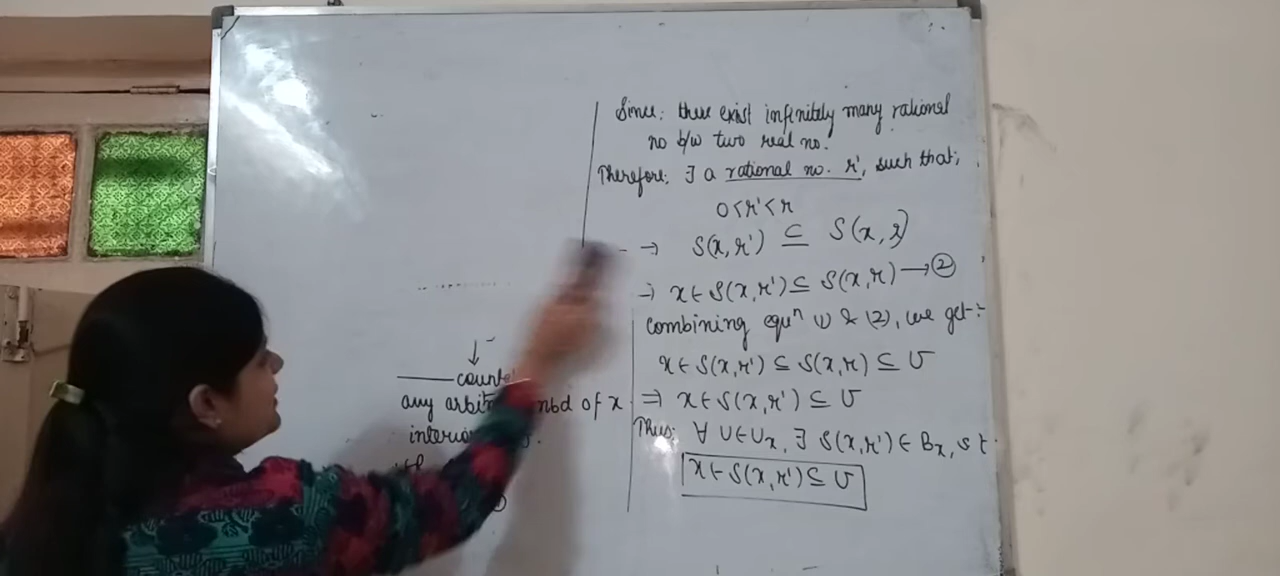 count
any arbit nbd of x
interio
Since; there exist infinitely many rational
no b/w two real no.
Therefore; ∃ a rational no. r', such that;
0<r'<r
→ S(x, r') ⊆ S(x, r)
⇒ x ∈ S(x, r') ⊆ S(x, r) → ②
combining equⁿ (1) & (2), we get :-
x ∈ S(x, r') ⊆ S(x, r) ⊆ U
⇒ x ∈ S(x, r') ⊆ U
Thus; ∀ U ∈ Ux, ∃ S(x, r') ∈ Bx, s t.
x ∈ S(x, r') ⊆ U